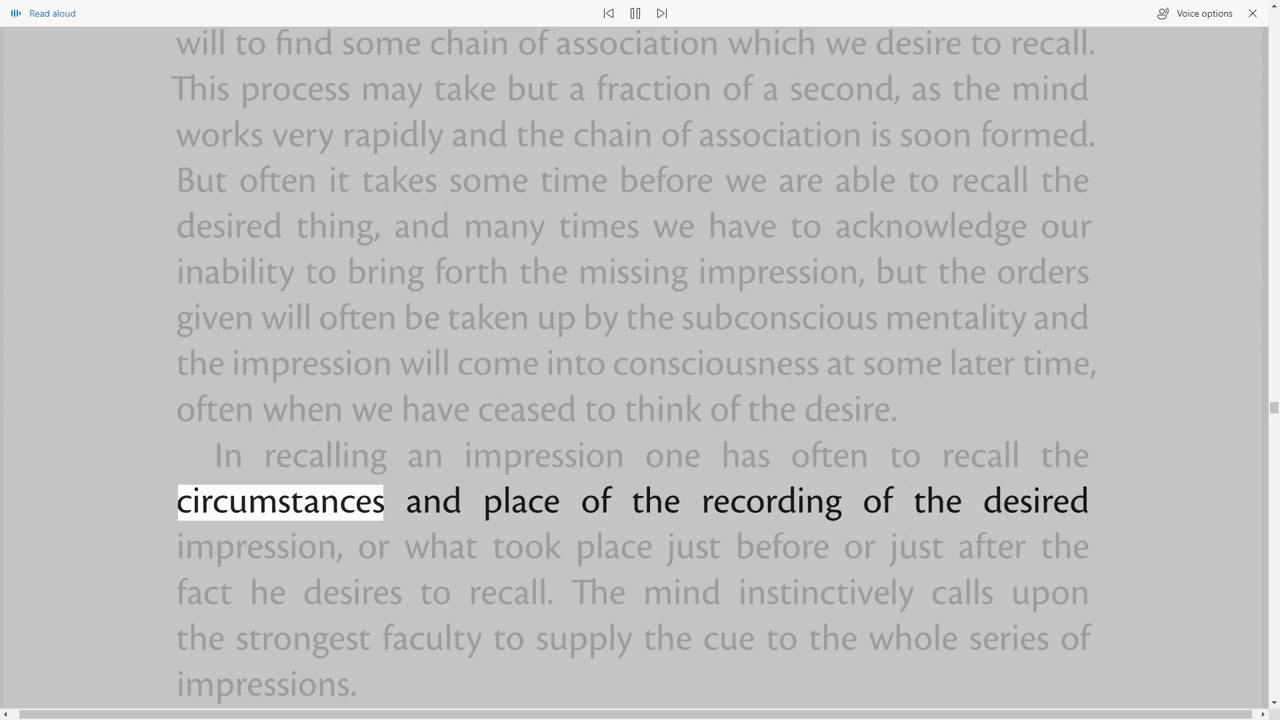 Read aloud
Voice options
will to find some chain of association which we desire to recall.
This process may take but a fraction of a second, as the mind
works very rapidly and the chain of association is soon formed.
But often it takes some time before we are able to recall the
desired thing, and many times we have to acknowledge our
inability to bring forth the missing impression, but the orders
given will often be taken up by the subconscious mentality and
the impression will come into consciousness at some later time,
often when we have ceased to think of the desire.
In recalling an impression one has often to recall the
circumstances and place of the recording of the desired
impression, or what took place just before or just after the
fact he desires to recall. The mind instinctively calls upon
the strongest faculty to supply the cue to the whole series of
impressions.